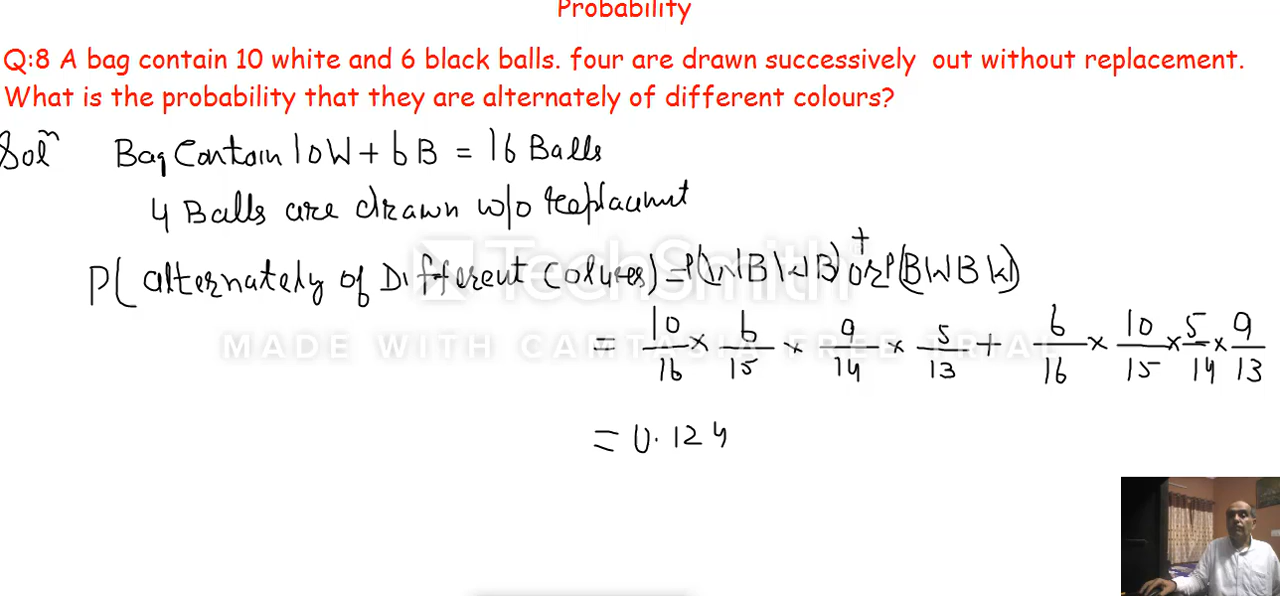 Probability
Q:8 A bag contain 10 white and 6 black balls. four are drawn successively out without replacement.
What is the probability that they are alternately of different colours?
Solⁿ Bag Contain 10W + 6B = 16 Balls
4 Balls are drawn w/o replacement
P( alternately of Different Colures) = P(WBWB) + or P(BWBW)
TechSmith
= 10/16 × 6/15 × 9/14 × 5/13 + 6/16 × 10/15 × 5/14 × 9/13
MADE WITH CAMTASIA FREE TRIAL
= 0.124